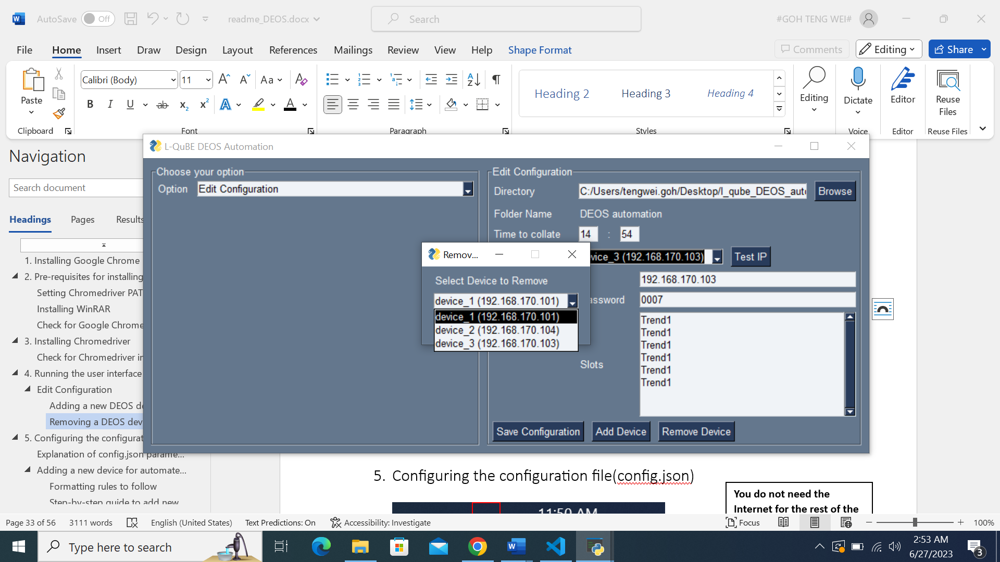 AutoSave Off readme_DEOS.docx Search #GOH TENG WEI#
File Home Insert Draw Design Layout References Mailings Review View Help Shape Format Comments Editing Share
Paste
Calibri (Body) 11
Heading 2 Heading 3 Heading 4
Editing
Dictate
Editor
Reuse
Files
Clipboard Font Paragraph Styles Voice Editor Reuse Files
Navigation
Search document
Headings Pages Results
1. Installing Google Chrome
2. Pre-requisites for installing
Setting Chromedriver PAT
Installing WinRAR
Check for Google Chrome
3. Installing Chromedriver
Check for Chromedriver in
4. Running the user interface
Edit Configuration
Adding a new DEOS de
Removing a DEOS dev
5. Configuring the configurat
Explanation of config.json parame...
Adding a new device for automate...
Formatting rules to follow
Step-by-step guide to add new
L-QuBE DEOS Automation
Choose your option
Option Edit Configuration
Edit Configuration
Directory C:/Users/tengwei.goh/Desktop/l_qube_DEOS_aut Browse
Folder Name DEOS automation
Time to collate 14 : 54
vice_3 (192.168.170.103) Test IP
192.168.170.103
assword 0007
Slots
Trend1
Trend1
Trend1
Trend1
Trend1
Trend1
Save Configuration Add Device Remove Device
Remov...
Select Device to Remove
device_1 (192.168.170.101)
device_1 (192.168.170.101)
device_2 (192.168.170.104)
device_3 (192.168.170.103)
5. Configuring the configuration file(config.json)
11:50 AM
You do not need the
Internet for the rest of the
Page 33 of 56 3111 words English (United States) Text Predictions: On Accessibility: Investigate Focus 100%
Type here to search
2:53 AM
6/27/2023
3